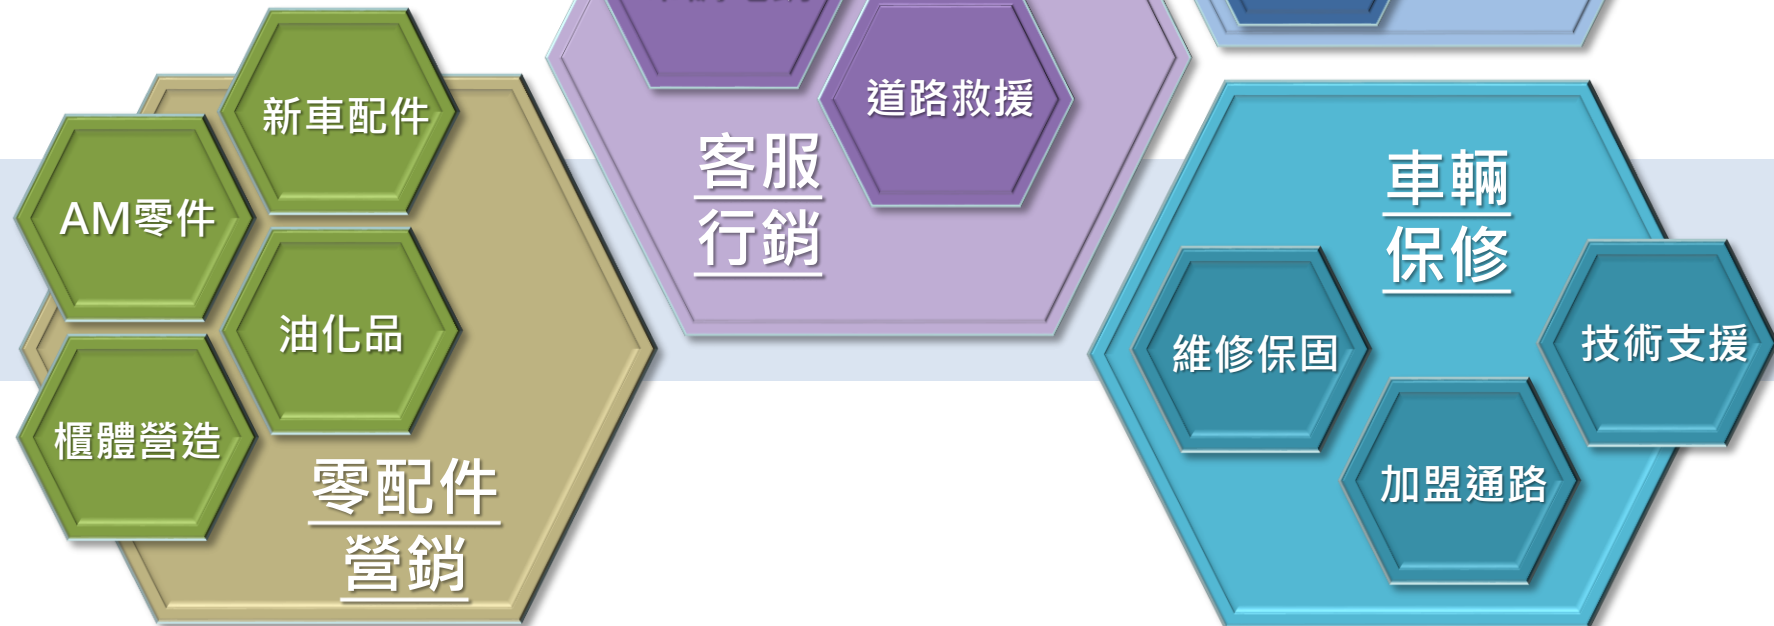 新車配件
AM零件
油化品
櫃體營造
零配件
營銷
道路救援
客服
行銷
車輛
保修
維修保固
技術支援
加盟通路